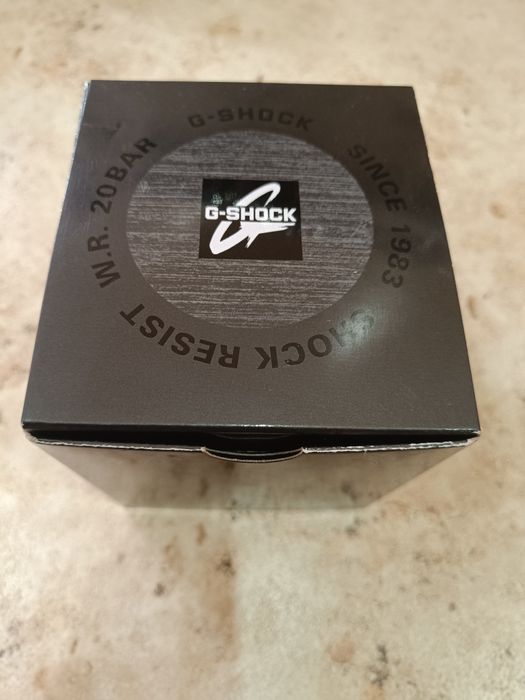 G-SHOCK
SINCE 1983
SHOCK RESIST
W.R. 20BAR
G-SHOCK